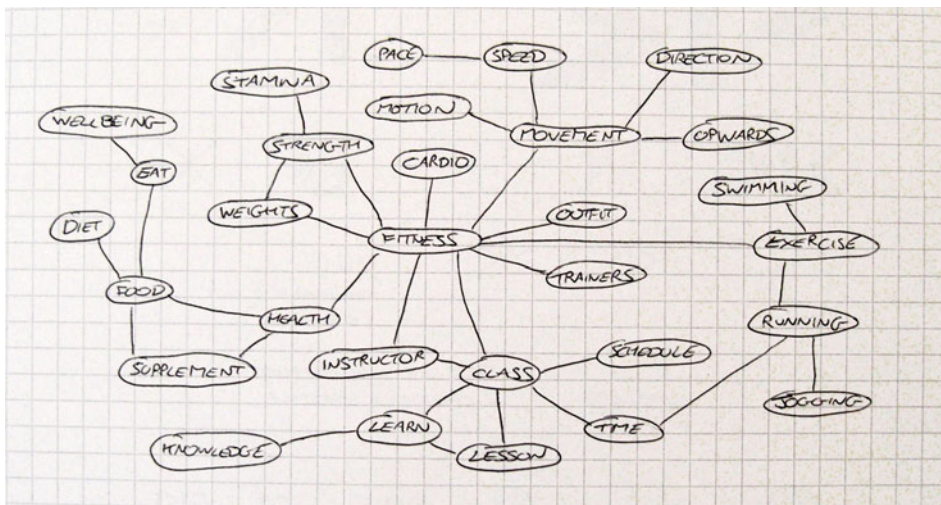 PACE
SPEED
DIRECTION
STAMINA
MOTION
MOVEMENT
UPWARDS
WELLBEING
STRENGTH
CARDIO
EAT
SWIMMING
WEIGHTS
OUTFIT
DIET
FITNESS
EXERCISE
TRAINERS
FOOD
HEALTH
RUNNING
SUPPLEMENT
INSTRUCTOR
CLASS
SCHEDULE
JOGGING
LEARN
TIME
KNOWLEDGE
LESSON